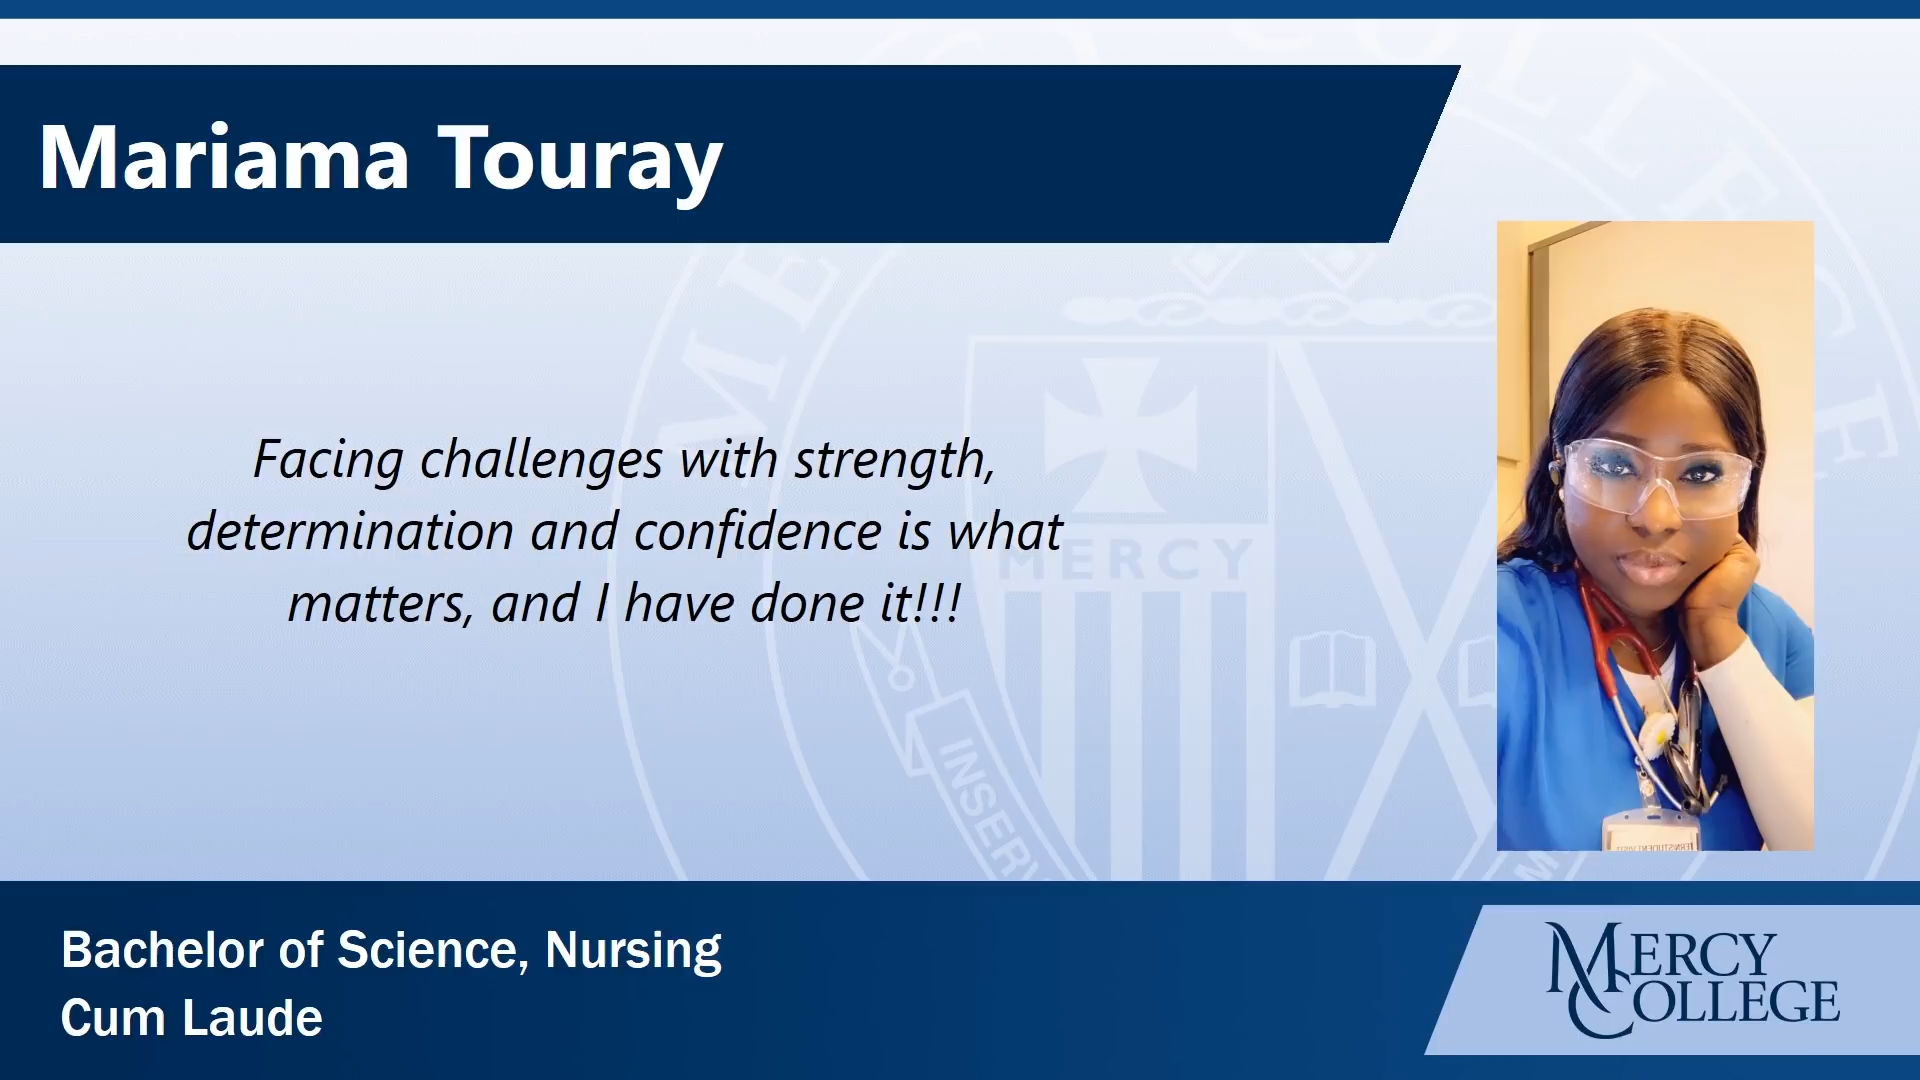 Mariama Touray
Facing challenges with strength,
determination and confidence is what
matters, and I have done it!!!
MERCY
Bachelor of Science, Nursing
Cum Laude
MERCY
COLLEGE